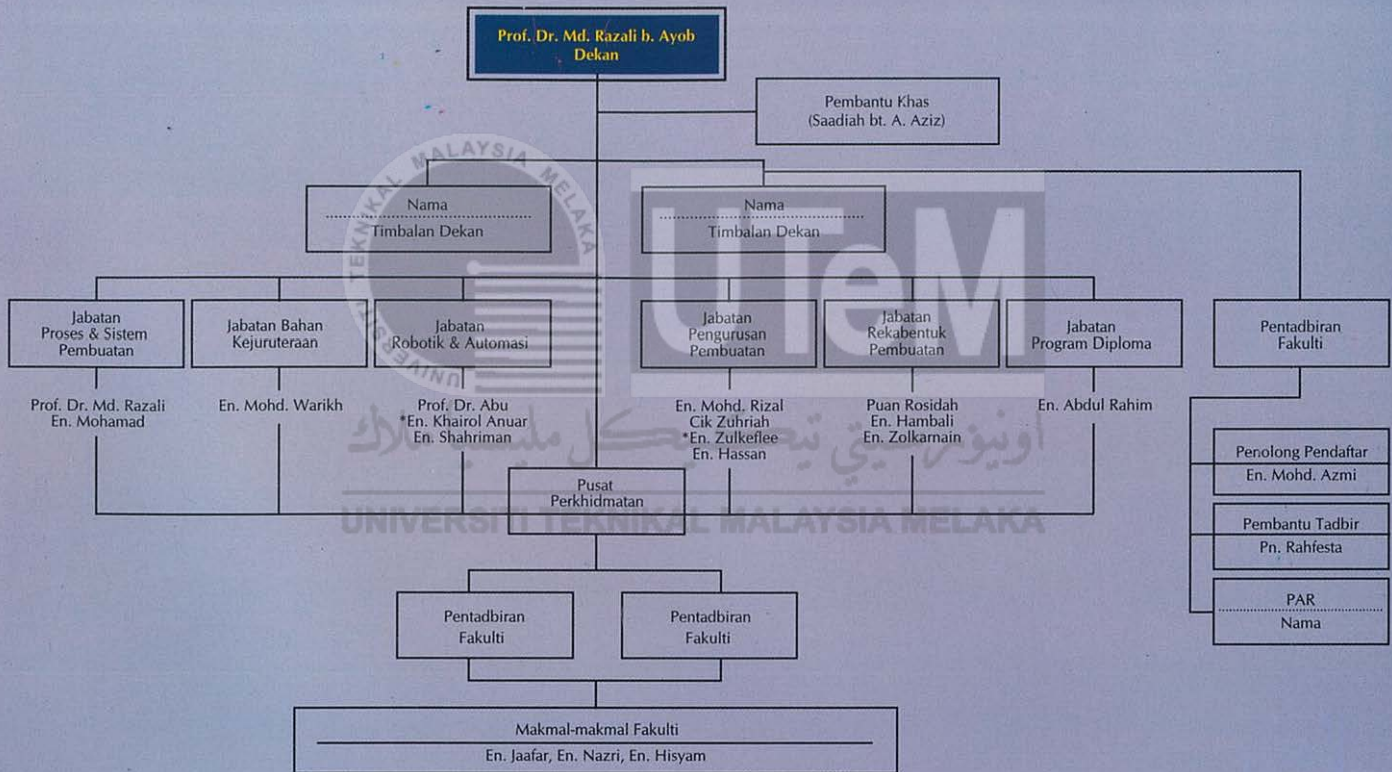 Prof. Dr. Md. Razali b. Ayob
Dekan
Pembantu Khas
(Saadiah bt. A. Aziz)
Nama
Timbalan Dekan
Nama
Timbalan Dekan
Jabatan
Proses & Sistem
Pembuatan
Jabatan Bahan
Kejuruteraan
Jabatan
Robotik & Automasi
Jabatan
Pengurusan
Pembuatan
Jabatan
Rekabentuk
Pembuatan
Jabatan
Program Diploma
Pentadbiran
Fakulti
Prof. Dr. Md. Razali
En. Mohamad
En. Mohd. Warikh
Prof. Dr. Abu
*En. Khairol Anuar
En. Shahriman
En. Mohd. Rizal
Cik Zuhriah
*En. Zulkeflee
En. Hassan
Puan Rosidah
En. Hambali
En. Zolkarnain
En. Abdul Rahim
Penolong Pendaftar
En. Mohd. Azmi
Pembantu Tadbir
Pn. Rahfesta
PAR
Nama
Pusat
Perkhidmatan
Pentadbiran
Fakulti
Pentadbiran
Fakulti
Makmal-makmal Fakulti
En. Jaafar, En. Nazri, En. Hisyam
UNIVERSITI TEKNIKAL MALAYSIA MELAKA
UTeM
اونيۏرسيتي تيكنيكل مليسيا ملاك
UNIVERSITI TEKNIKAL MALAYSIA MELAKA